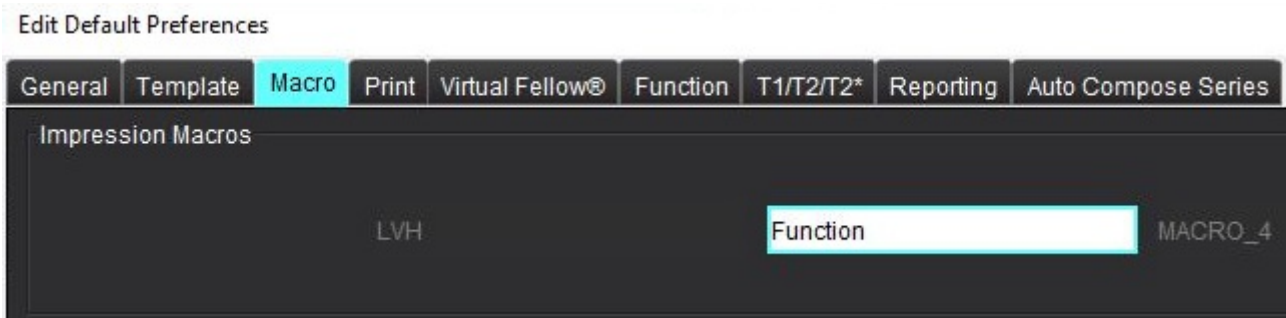 Edit Default Preferences
General Template Macro Print Virtual Fellow® Function T1/T2/T2* Reporting Auto Compose Series
Impression Macros
LVH Function MACRO_4